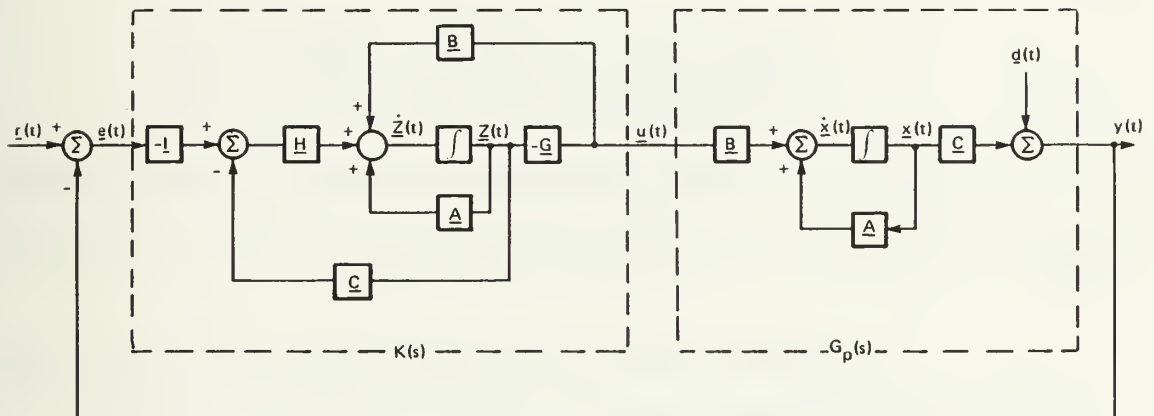 B
d(t)
r(t) + e(t) -I + Σ H + ż(t) ∫ z(t) -G u(t) B + Σ ẋ(t) ∫ x(t) C Σ y(t)
Σ
-
-
+
+
+
A
A
C
K(s)
Gp(s)